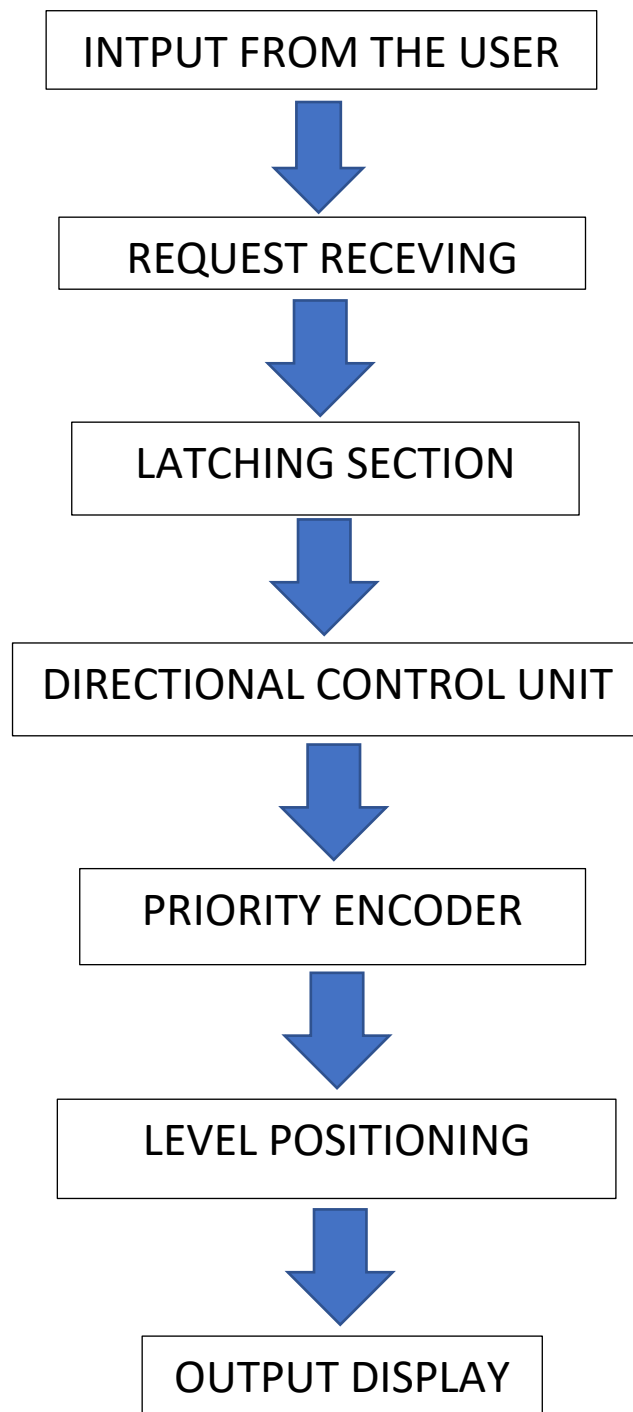 INTPUT FROM THE USER
REQUEST RECEVING
LATCHING SECTION
DIRECTIONAL CONTROL UNIT
PRIORITY ENCODER
LEVEL POSITIONING
OUTPUT DISPLAY